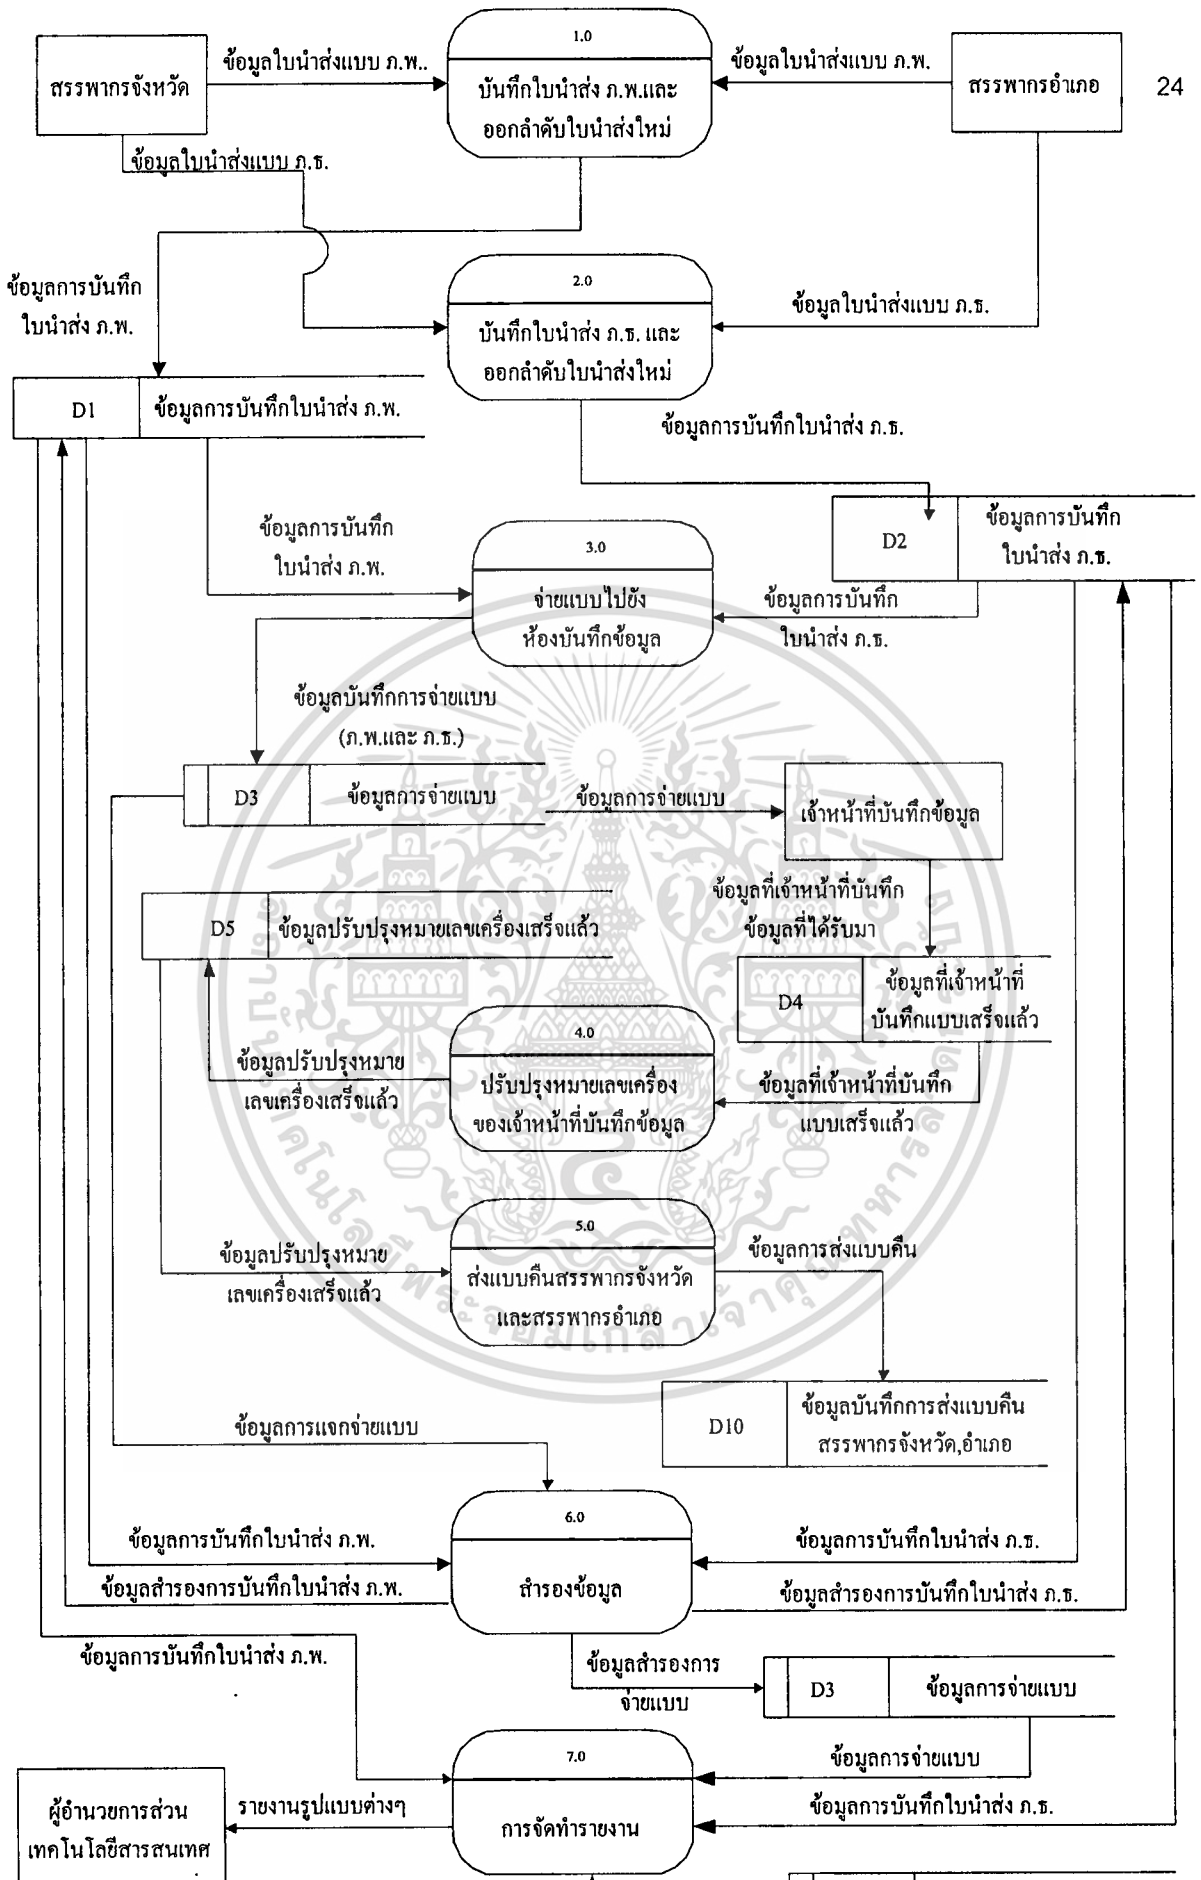 1.0
สรรพากรจังหวัด
ข้อมูลใบนำส่งแบบ ภ.พ..
บันทึกใบนำส่ง ภ.พ.และ
ออกลำดับใบนำส่งใหม่
ข้อมูลใบนำส่งแบบ ภ.พ.
สรรพากรอำเภอ
24
ข้อมูลใบนำส่งแบบ ภ.ธ.
2.0
บันทึกใบนำส่ง ภ.ธ. และ
ออกลำดับใบนำส่งใหม่
ข้อมูลใบนำส่งแบบ ภ.ธ.
ข้อมูลการบันทึก
ใบนำส่ง ภ.พ.
D1
ข้อมูลการบันทึกใบนำส่ง ภ.พ.
ข้อมูลการบันทึกใบนำส่ง ภ.ธ.
D2
ข้อมูลการบันทึก
ใบนำส่ง ภ.ธ.
ข้อมูลการบันทึก
ใบนำส่ง ภ.พ.
3.0
จ่ายแบบไปยัง
ห้องบันทึกข้อมูล
ข้อมูลการบันทึก
ใบนำส่ง ภ.ธ.
ข้อมูลบันทึกการจ่ายแบบ
(ภ.พ.และ ภ.ธ.)
D3
ข้อมูลการจ่ายแบบ
ข้อมูลการจ่ายแบบ
เจ้าหน้าที่บันทึกข้อมูล
ข้อมูลที่เจ้าหน้าที่บันทึก
ข้อมูลที่ได้รับมา
D5
ข้อมูลปรับปรุงหมายเลขเครื่องเสร็จแล้ว
D4
ข้อมูลที่เจ้าหน้าที่
บันทึกแบบเสร็จแล้ว
4.0
ปรับปรุงหมายเลขเครื่อง
ของเจ้าหน้าที่บันทึกข้อมูล
ข้อมูลปรับปรุงหมาย
เลขเครื่องเสร็จแล้ว
ข้อมูลที่เจ้าหน้าที่บันทึก
แบบเสร็จแล้ว
5.0
ส่งแบบคืนสรรพากรจังหวัด
และสรรพากรอำเภอ
ข้อมูลปรับปรุงหมาย
เลขเครื่องเสร็จแล้ว
ข้อมูลการส่งแบบคืน
D10
ข้อมูลบันทึกการส่งแบบคืน
สรรพากรจังหวัด,อำเภอ
ข้อมูลการแจกจ่ายแบบ
6.0
สำรองข้อมูล
ข้อมูลการบันทึกใบนำส่ง ภ.พ.
ข้อมูลสำรองการบันทึกใบนำส่ง ภ.พ.
ข้อมูลการบันทึกใบนำส่ง ภ.ธ.
ข้อมูลสำรองการบันทึกใบนำส่ง ภ.ธ.
ข้อมูลการบันทึกใบนำส่ง ภ.พ.
ข้อมูลสำรองการ
จ่ายแบบ
D3
ข้อมูลการจ่ายแบบ
7.0
การจัดทำรายงาน
ข้อมูลการจ่ายแบบ
ข้อมูลการบันทึกใบนำส่ง ภ.ธ.
รายงานรูปแบบต่างๆ
ผู้อำนวยการส่วน
เทคโนโลยีสารสนเทศ